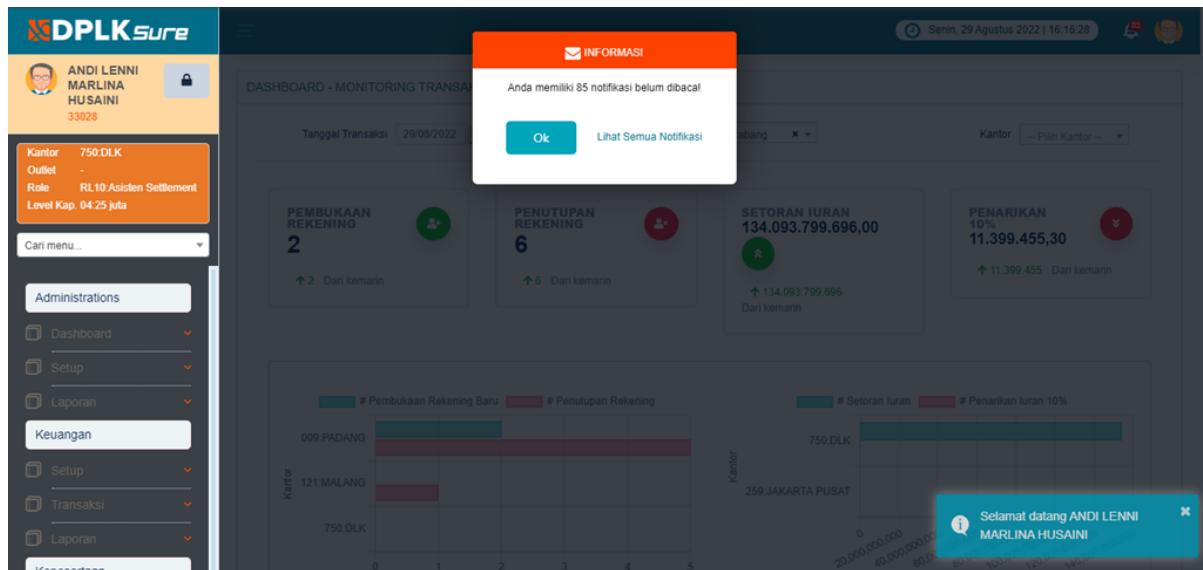 DPLKsure
ANDI LENNI
MARLINA
HUSAINI
33028
Kantor 750:DLK
Outlet -
Role RL10:Asisten Settlement
Level Kap. 04:25 juta
Cari menu...
Administrations
Dashboard
Setup
Laporan
Keuangan
Setup
Transaksi
Laporan
Kepesertaan
Senin, 29 Agustus 2022 | 16:16:28
INFORMASI
Anda memiliki 85 notifikasi belum dibaca!
Ok Lihat Semua Notifikasi
DASHBOARD - MONITORING
Tanggal Transaksi 29/08/2022
Kantor -- Pilih Kantor --
PEMBUKAAN
REKENING
2
2 Dari kemarin
PENUTUPAN
REKENING
6
6 Dari kemarin
SETORAN IURAN
134.093.799.696,00
134.093.799.696
Dari kemarin
PENARIKAN
10%
11.399.455,30
11.399.455 Dari kemarin
# Pembukaan Rekening Baru # Penutupan Rekening
Kantor
009:PADANG
121:MALANG
750:DLK
0 1 2 3 4 5
# Setoran Iuran # Penarikan Iuran 10%
Kantor
750:DLK
259:JAKARTA PUSAT
0
20.000.000.000
Selamat datang ANDI LENNI
MARLINA HUSAINI